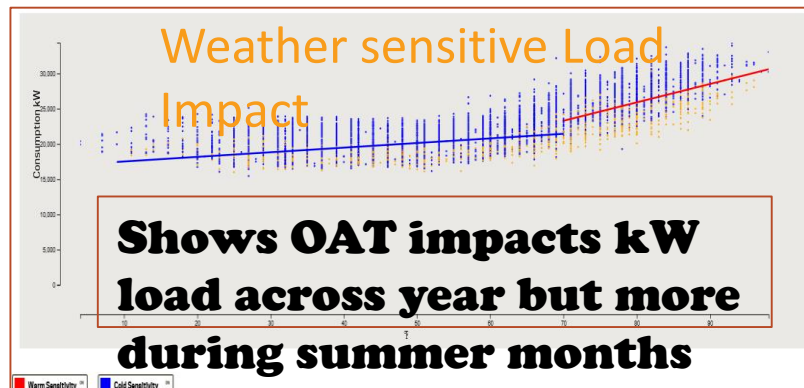 Weather sensitive Load
Impact
Consumption kW
30,000
25,000
20,000
15,000
10,000
5,000
0
Shows OAT impacts kW
load across year but more
during summer months
10 20 30 40 50 60 70 80 90
Warm Sensitivity
Cold Sensitivity